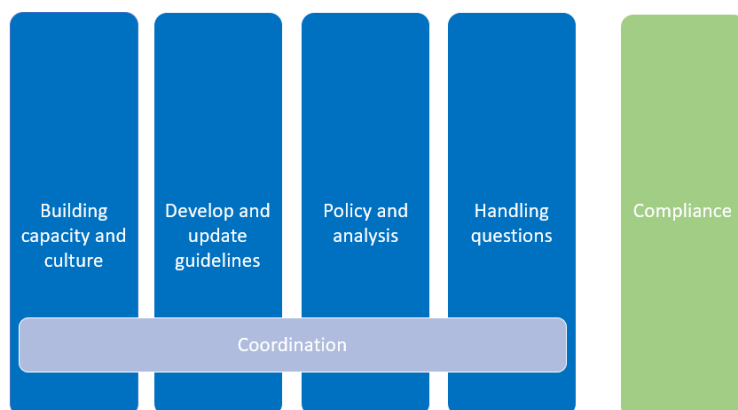 Building
capacity and
culture
Develop and
update
guidelines
Policy and
analysis
Handling
questions
Compliance
Coordination